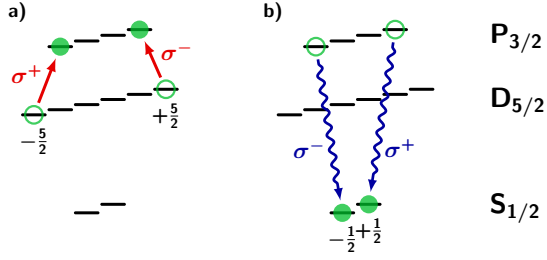 a)
σ⁺
σ⁻
−5/2
+5/2
b)
σ⁻
σ⁺
−1/2
+1/2
P₃/₂
D₅/₂
S₁/₂